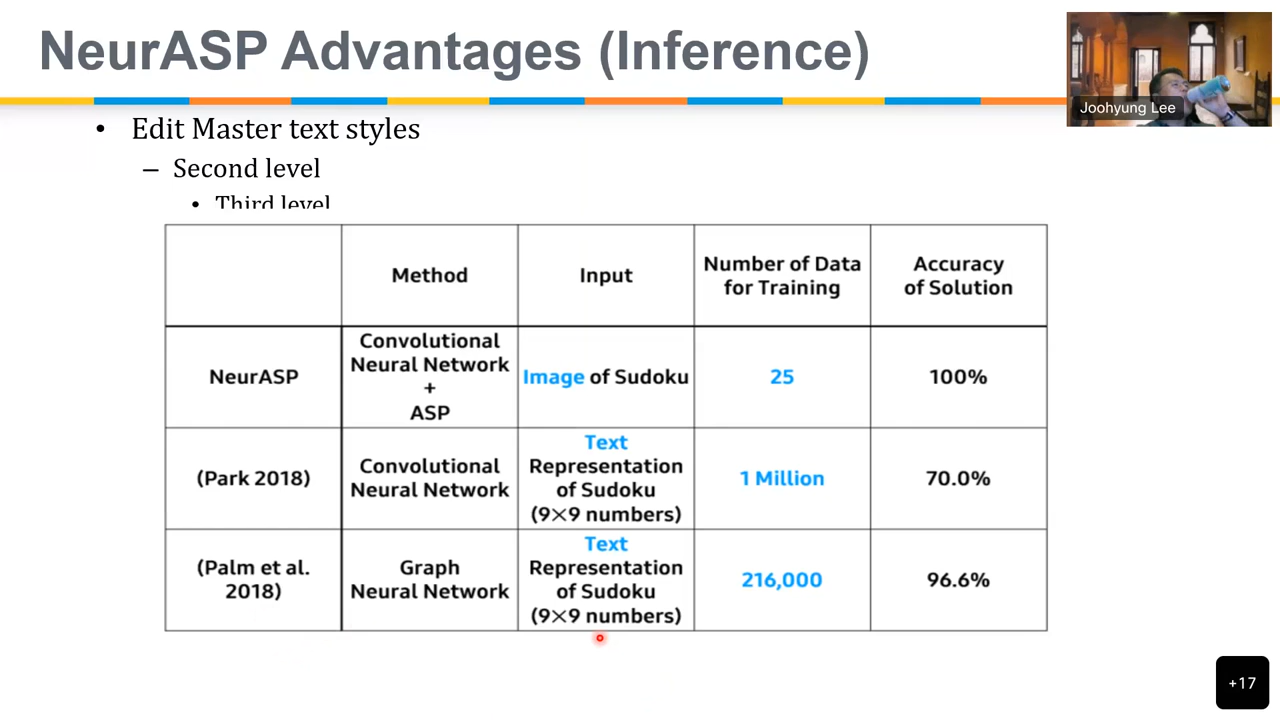 NeurASP Advantages (Inference)
Joohyung Lee
• Edit Master text styles
– Second level
• Third level
Method
Input
Number of Data
for Training
Accuracy
of Solution
NeurASP
Convolutional
Neural Network
+
ASP
Image of Sudoku
25
100%
(Park 2018)
Convolutional
Neural Network
Text
Representation
of Sudoku
(9×9 numbers)
1 Million
70.0%
(Palm et al.
2018)
Graph
Neural Network
Text
Representation
of Sudoku
(9×9 numbers)
216,000
96.6%
+17